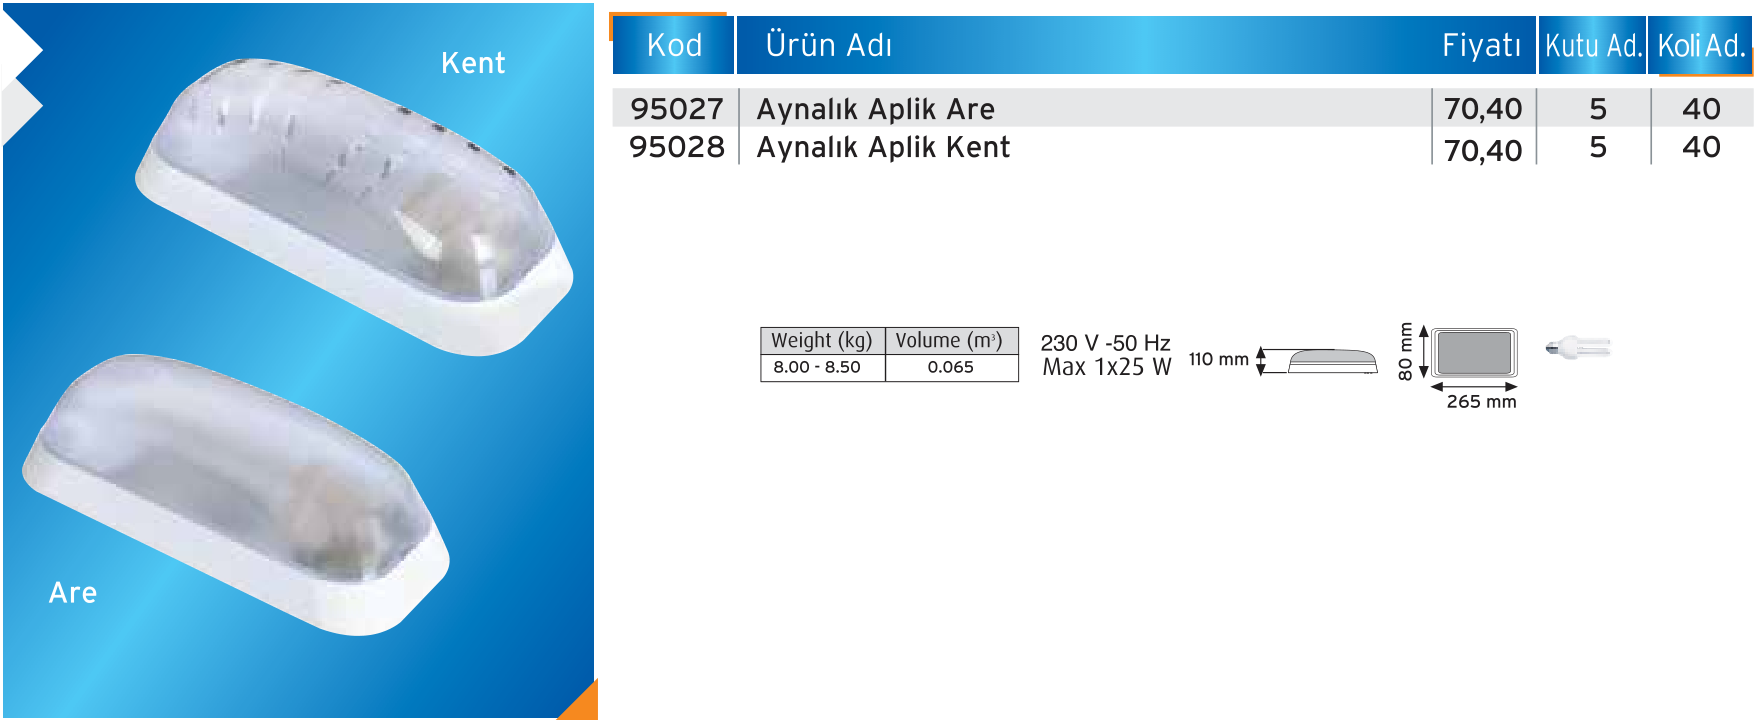 Kent
Are
Kod Ürün Adı Fiyatı Kutu Ad. Koli Ad.
95027 Aynalık Aplik Are 70,40 5 40
95028 Aynalık Aplik Kent 70,40 5 40
Weight (kg) Volume (m³)
8.00 - 8.50 0.065
230 V -50 Hz
Max 1x25 W
110 mm
80 mm
265 mm